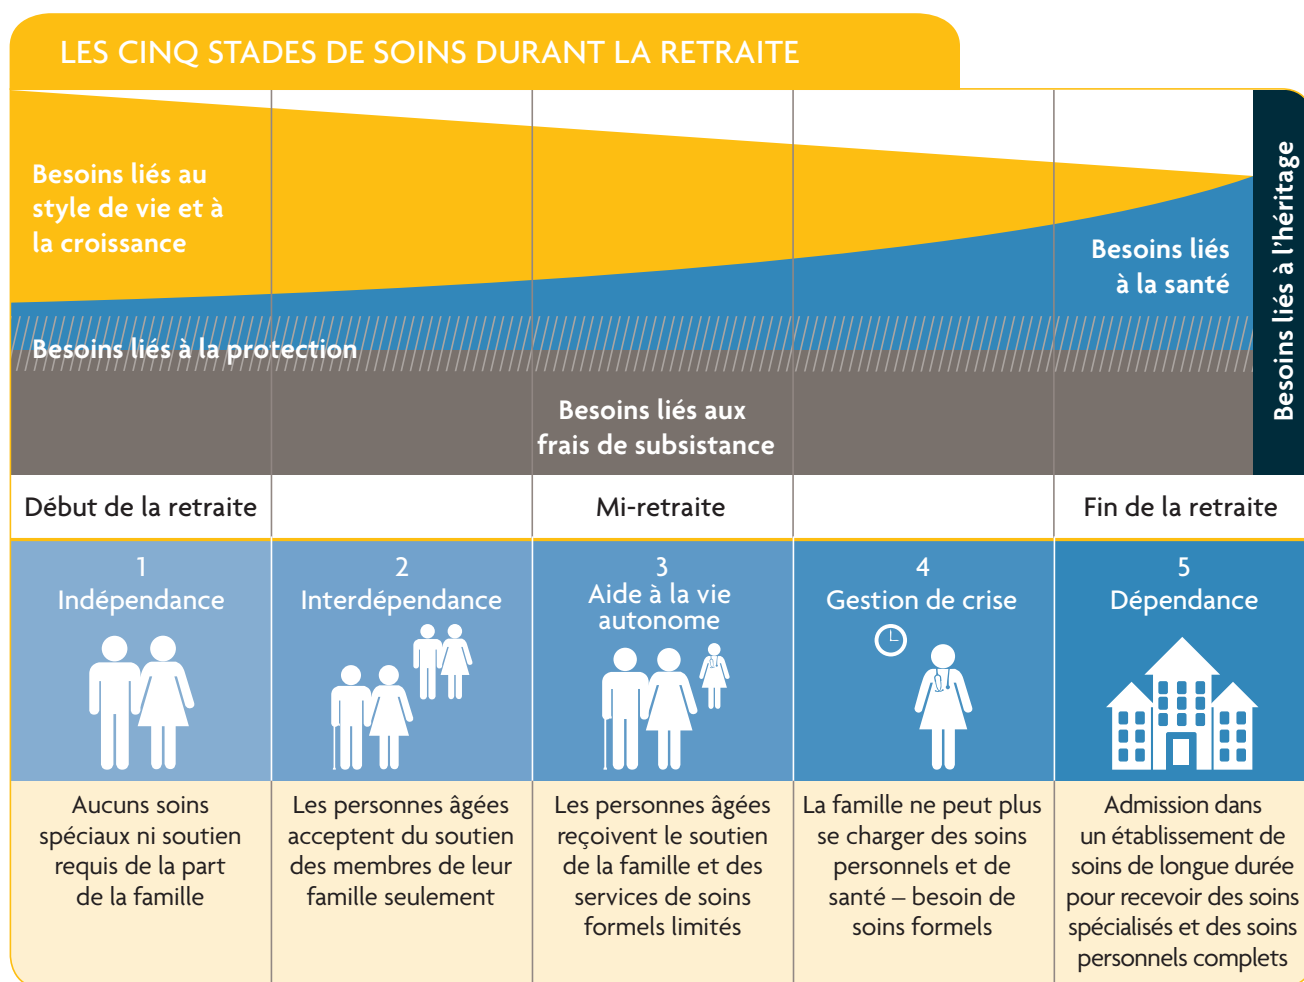 LES CINQ STADES DE SOINS DURANT LA RETRAITE
Besoins liés au
style de vie et à
la croissance
Besoins liés
à la santé
Besoins liés à l'héritage
Besoins liés à la protection
Besoins liés aux
frais de subsistance
Début de la retraite
Mi-retraite
Fin de la retraite
1
Indépendance
2
Interdépendance
3
Aide à la vie
autonome
4
Gestion de crise
5
Dépendance
Aucuns soins
spéciaux ni soutien
requis de la part
de la famille
Les personnes âgées
acceptent du soutien
des membres de leur
famille seulement
Les personnes âgées
reçoivent le soutien
de la famille et des
services de soins
formels limités
La famille ne peut plus
se charger des soins
personnels et de
santé – besoin de
soins formels
Admission dans
un établissement de
soins de longue durée
pour recevoir des soins
spécialisés et des soins
personnels complets